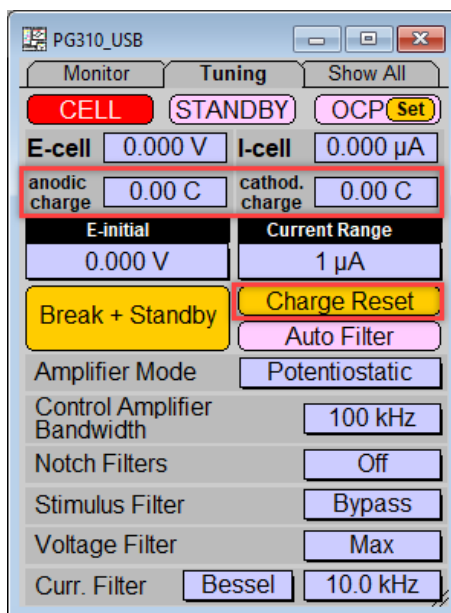 PG310_USB
Monitor Tuning Show All
CELL STANDBY OCP Set
E-cell 0.000 V I-cell 0.000 µA
anodic charge 0.00 C cathod. charge 0.00 C
E-initial Current Range
0.000 V 1 µA
Break + Standby Charge Reset
Auto Filter
Amplifier Mode Potentiostatic
Control Amplifier
Bandwidth 100 kHz
Notch Filters Off
Stimulus Filter Bypass
Voltage Filter Max
Curr. Filter Bessel 10.0 kHz